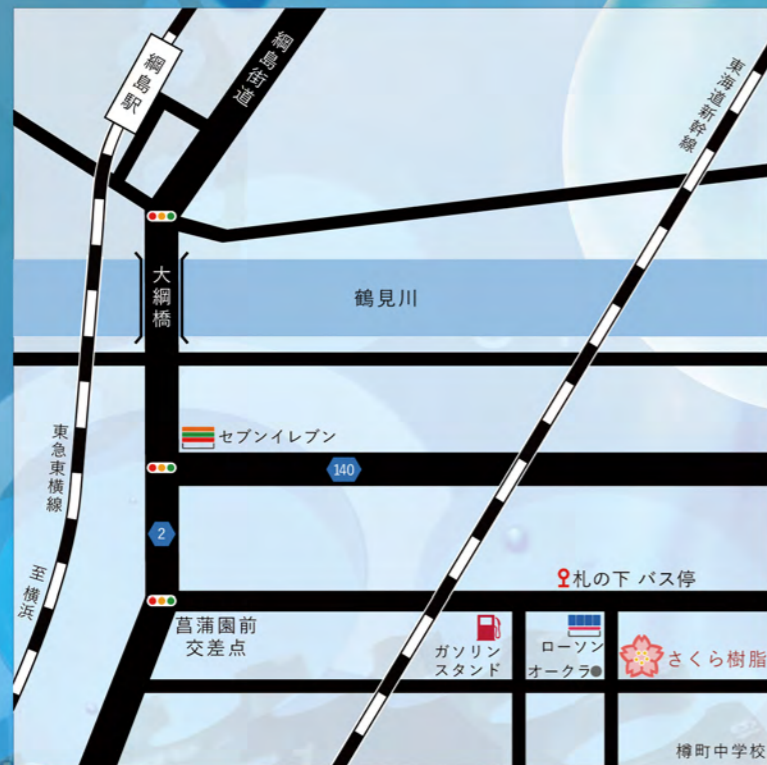 綱島駅
綱島街道
東海道新幹線
大綱橋
鶴見川
セブンイレブン
140
東急東横線
2
至 横浜
札の下 バス停
菖蒲園前
交差点
ガソリン
スタンド
ローソン
オークラ
さくら樹脂
樽町中学校